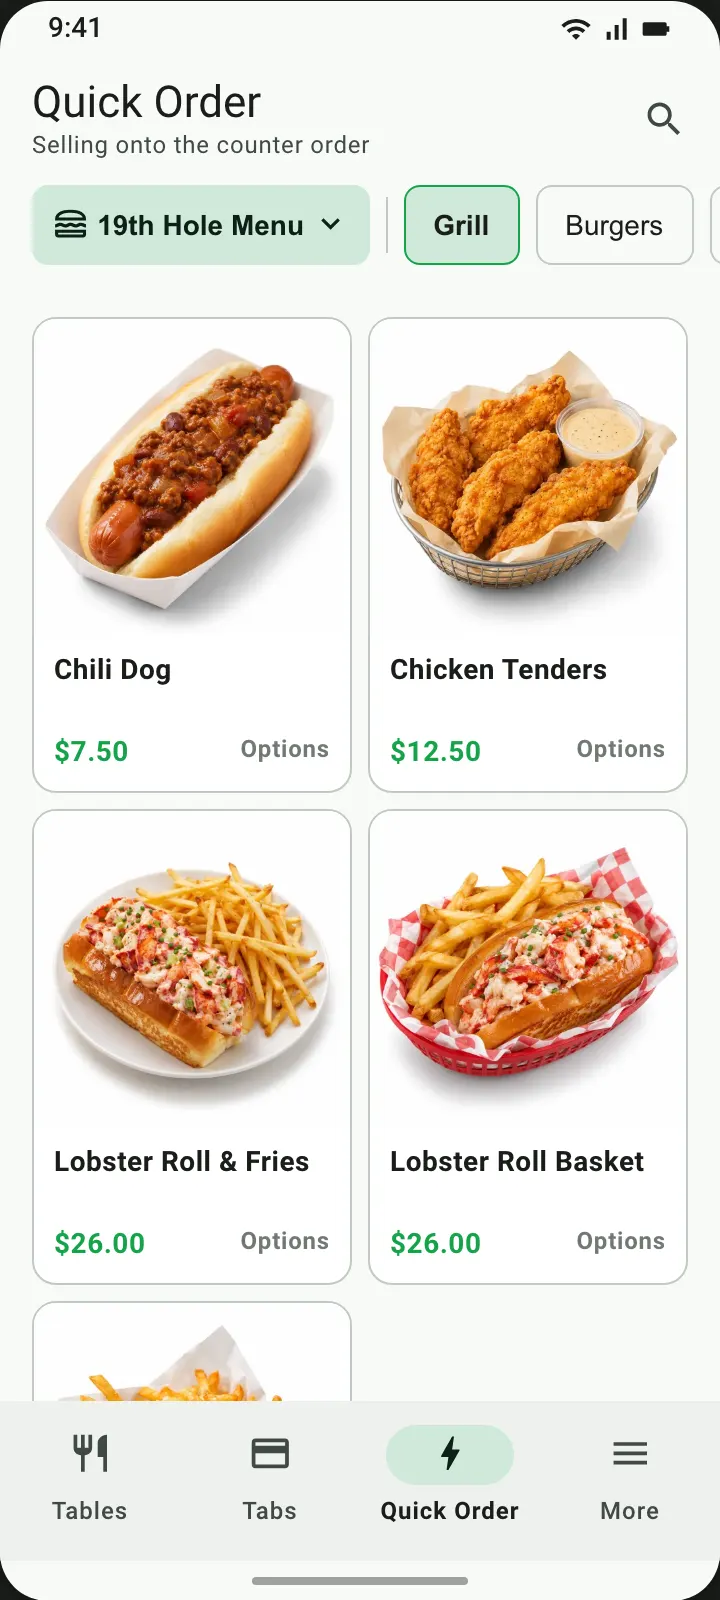 9:41
Quick Order
Selling onto the counter order
19th Hole Menu
Grill
Burgers
Chili Dog
Chicken Tenders
$7.50
Options
$12.50
Options
Lobster Roll & Fries
Lobster Roll Basket
$26.00
Options
$26.00
Options
Tables
Tabs
Quick Order
More